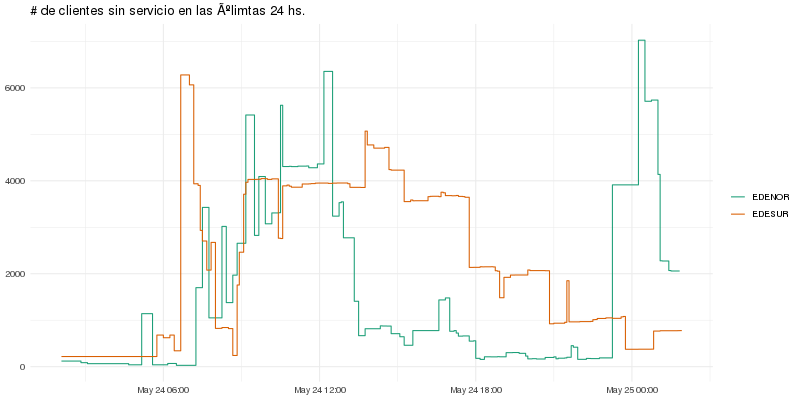 # de clientes sin servicio en las Ãºlimtas 24 hs.
6000
4000
2000
0
May 24 06:00
May 24 12:00
May 24 18:00
May 25 00:00
EDENOR
EDESUR